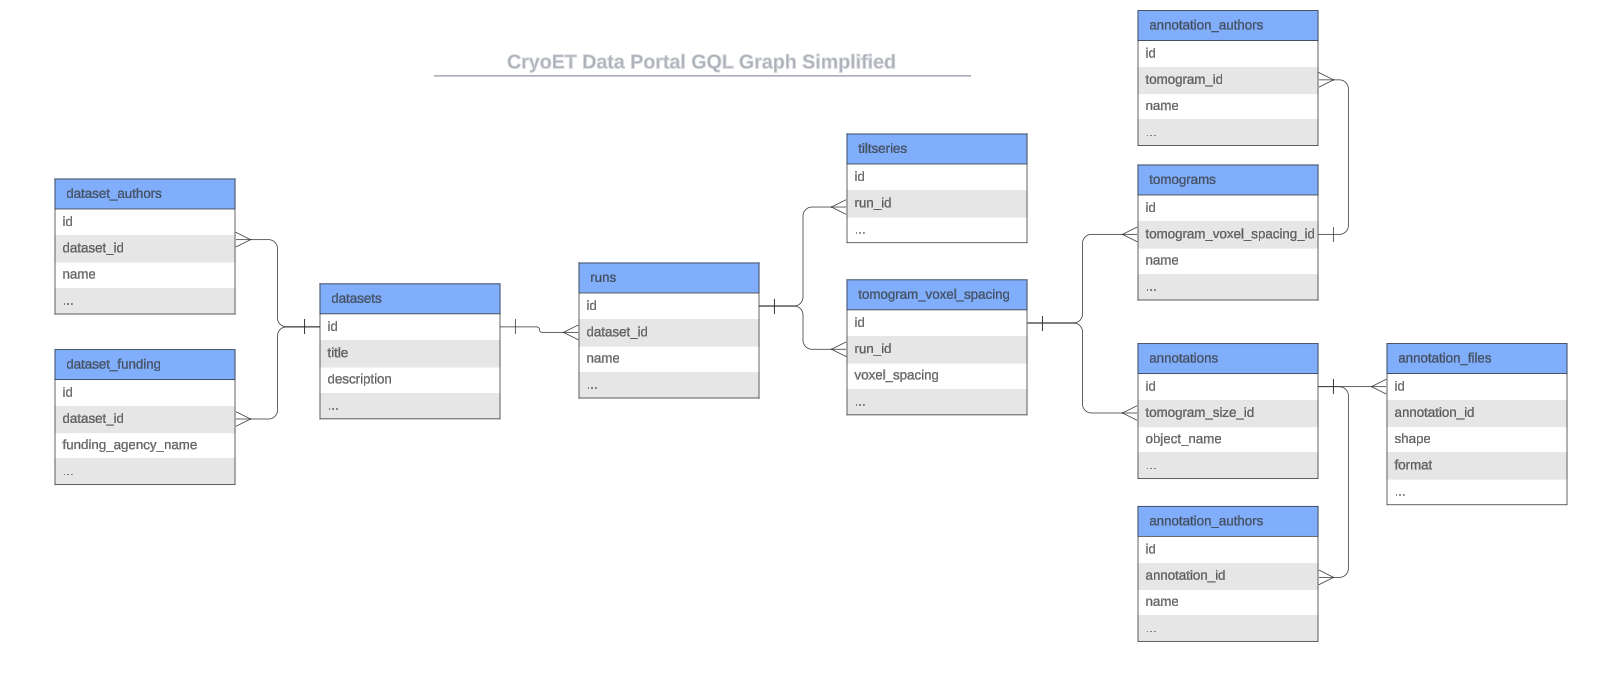 CryoET Data Portal GQL Graph Simplified
dataset_authors
id
dataset_id
name
...
dataset_funding
id
dataset_id
funding_agency_name
...
datasets
id
title
description
...
runs
id
dataset_id
name
...
tiltseries
id
run_id
...
tomogram_voxel_spacing
id
run_id
voxel_spacing
...
annotation_authors
id
tomogram_id
name
...
tomograms
id
tomogram_voxel_spacing_id
name
...
annotations
id
tomogram_size_id
object_name
...
annotation_authors
id
annotation_id
name
...
annotation_files
id
annotation_id
shape
format
...